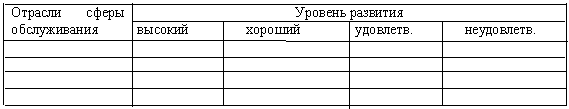 Отрасли сферы Уровень развития
обслуживания высокий хороший удовлетв. неудовлетв.